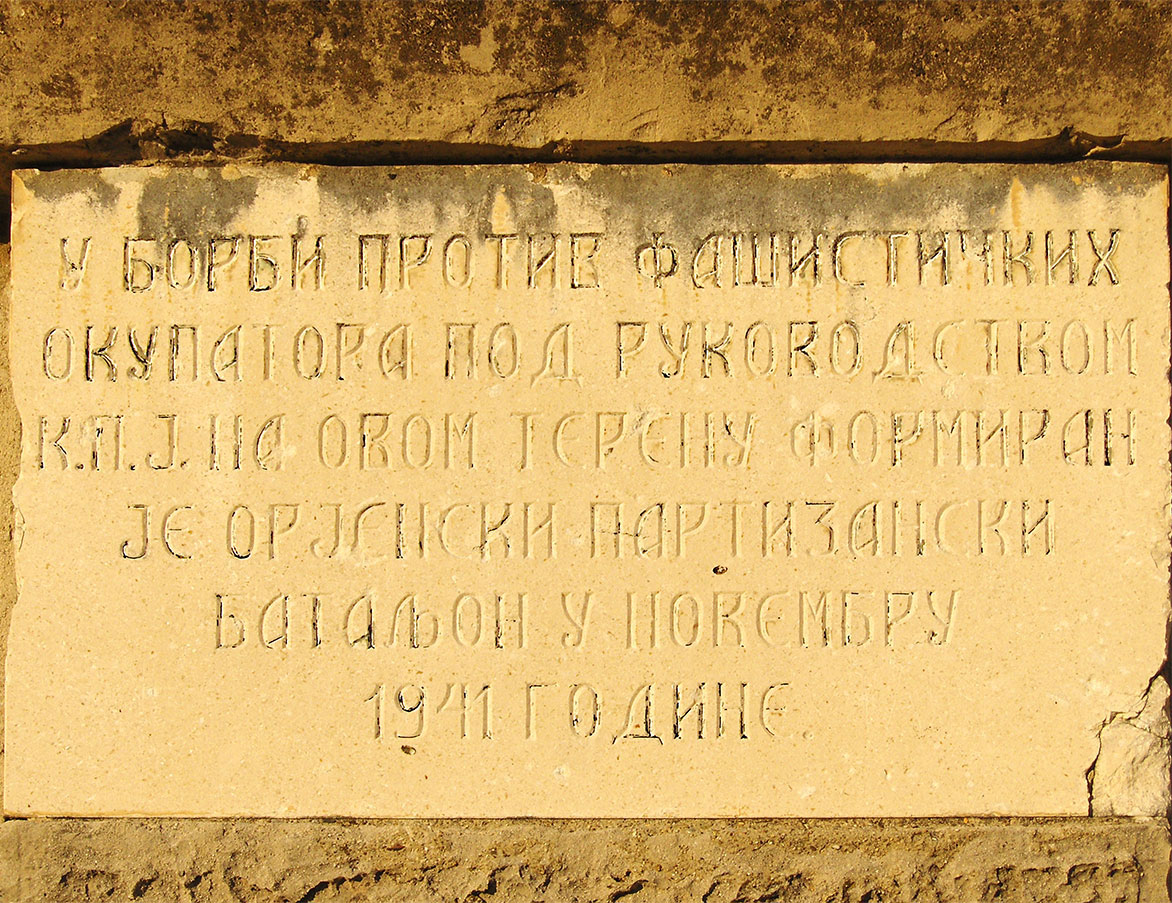 У БОРБИ ПРОТИВ ФАШИСТИЧКИХ
ОКУПАТОРА ПОД РУКОВОДСТВОМ
К.П.Ј. НА ОВОМ ТЕРЕНУ ФОРМИРАН
ЈЕ ОРЈЕНСКИ ПАРТИЗАНСКИ
БАТАЉОН У НОВЕМБРУ
1941 ГОДИНЕ.